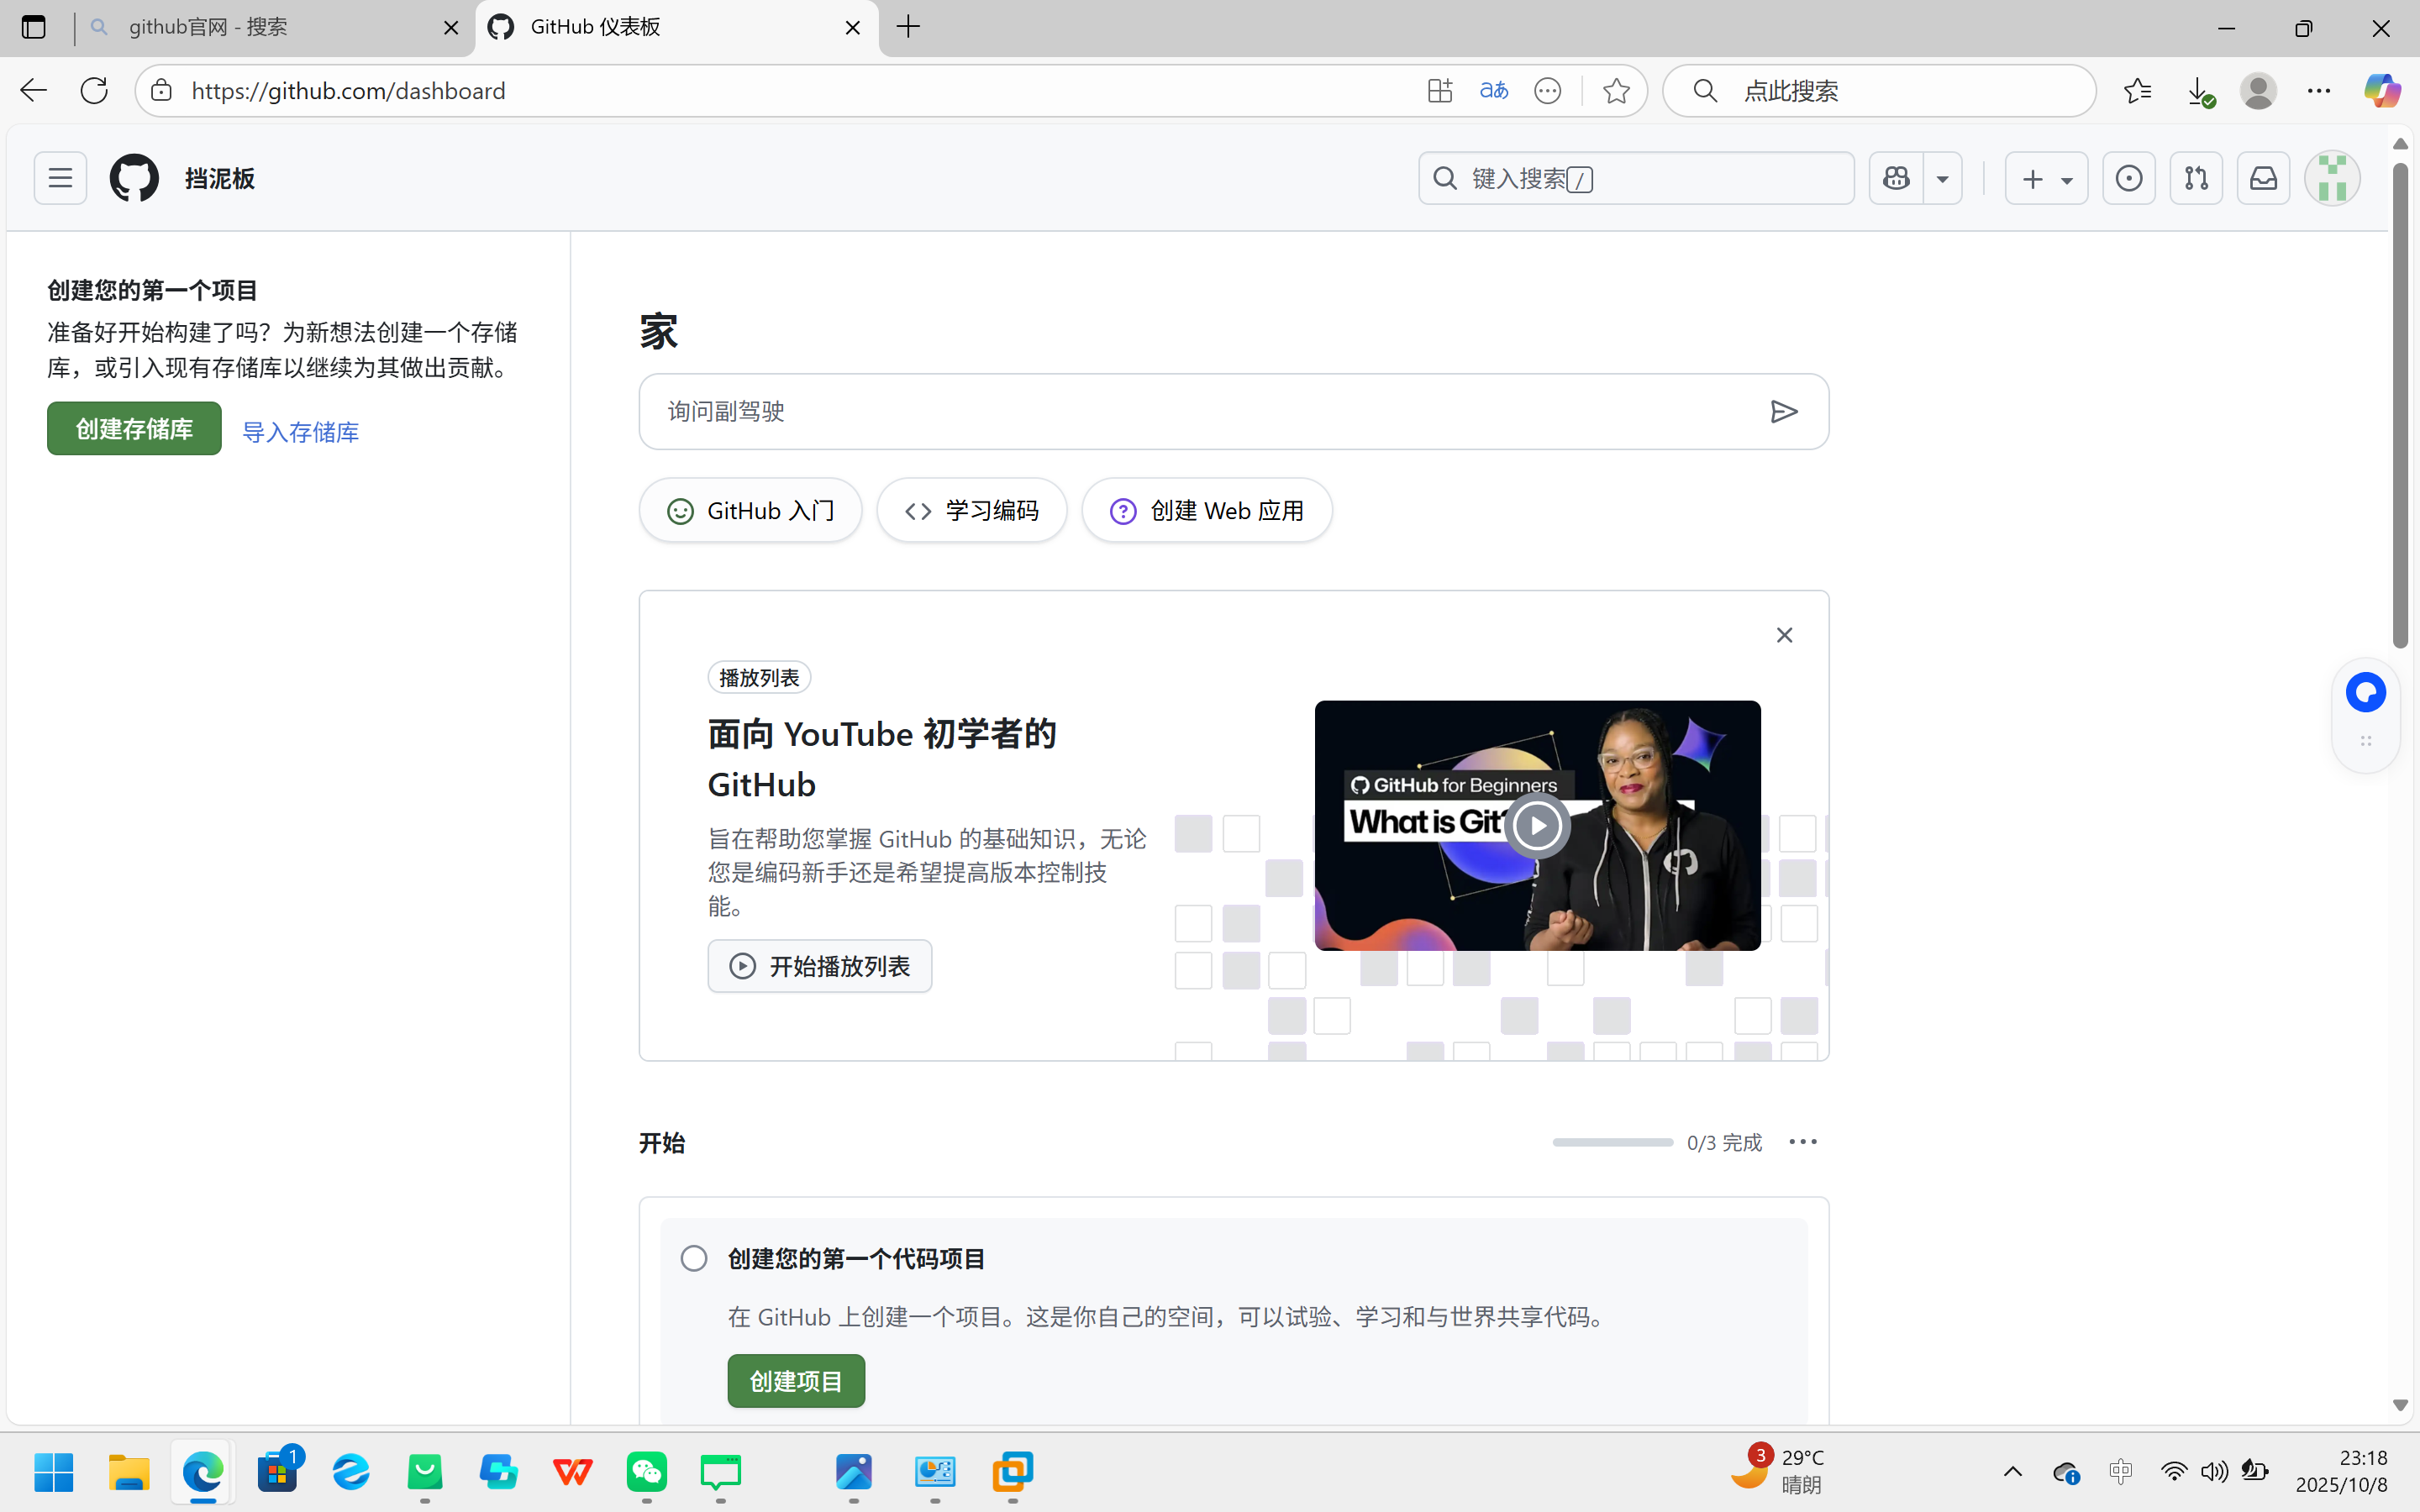 github官网 - 搜索
GitHub 仪表板
https://github.com/dashboard
aあ
点此搜索
挡泥板
键入搜索/
创建您的第一个项目
准备好开始构建了吗？为新想法创建一个存储
库，或引入现有存储库以继续为其做出贡献。
创建存储库
导入存储库
家
询问副驾驶
GitHub 入门
学习编码
创建 Web 应用
播放列表
面向 YouTube 初学者的
GitHub
旨在帮助您掌握 GitHub 的基础知识，无论
您是编码新手还是希望提高版本控制技
能。
开始播放列表
GitHub for Beginners
What is Git?
开始
0/3 完成
创建您的第一个代码项目
在 GitHub 上创建一个项目。这是你自己的空间，可以试验、学习和与世界共享代码。
创建项目
1
3
29°C
晴朗
中
23:18
2025/10/8